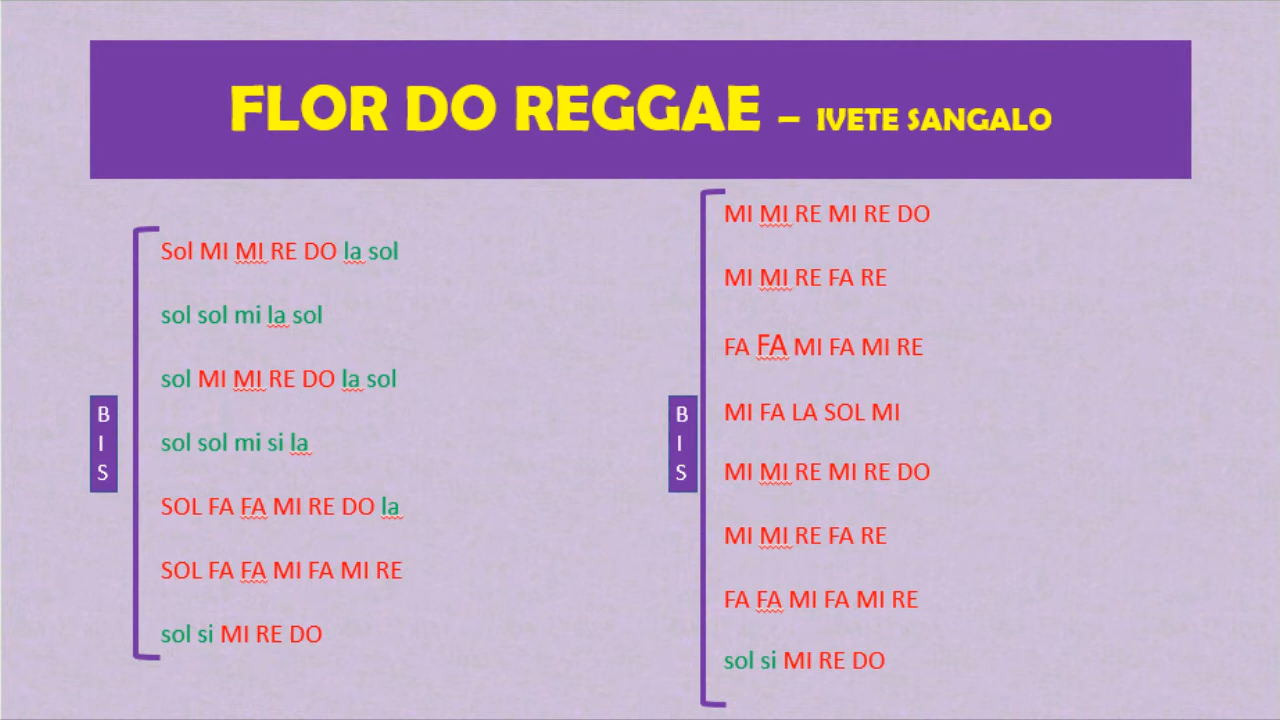 FLOR DO REGGAE – IVETE SANGALO
Sol MI MI RE DO la sol
sol sol mi la sol
sol MI MI RE DO la sol
sol sol mi si la
SOL FA FA MI RE DO la
SOL FA FA MI FA MI RE
sol si MI RE DO
B
I
S
MI MI RE MI RE DO
MI MI RE FA RE
FA FA MI FA MI RE
MI FA LA SOL MI
MI MI RE MI RE DO
MI MI RE FA RE
FA FA MI FA MI RE
sol si MI RE DO
B
I
S